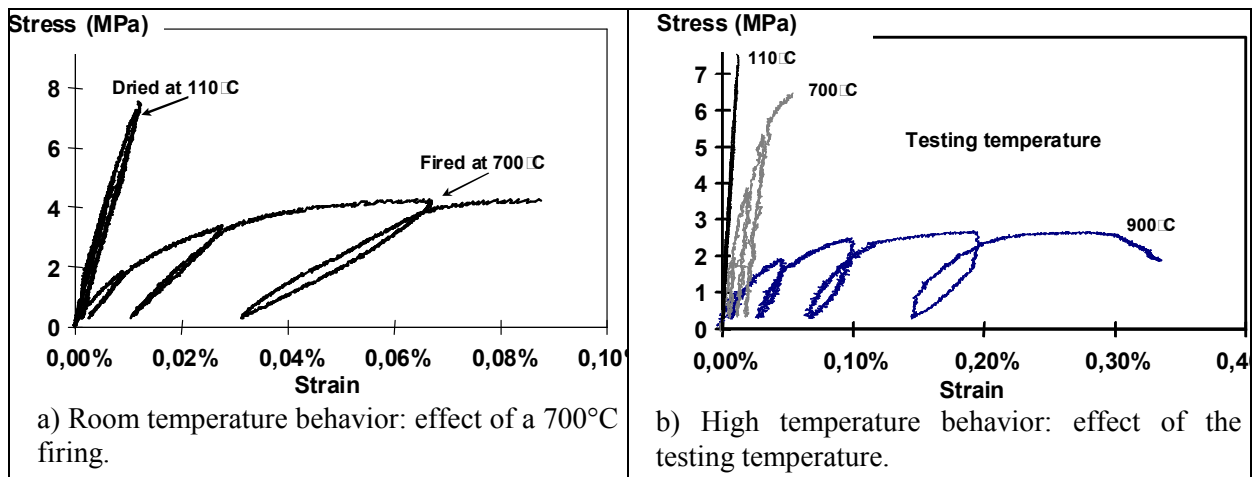 Stress (MPa)
8
6
4
2
0
Dried at 110▯C
Fired at 700▯C
0,00% 0,02% 0,04% 0,06% 0,08% 0,10%
Strain
a) Room temperature behavior: effect of a 700°C
firing.
Stress (MPa)
7
6
5
4
3
2
1
0
110▯C
700▯C
Testing temperature
900▯C
0,00% 0,10% 0,20% 0,30% 0,4
Strain
b) High temperature behavior: effect of the
testing temperature.